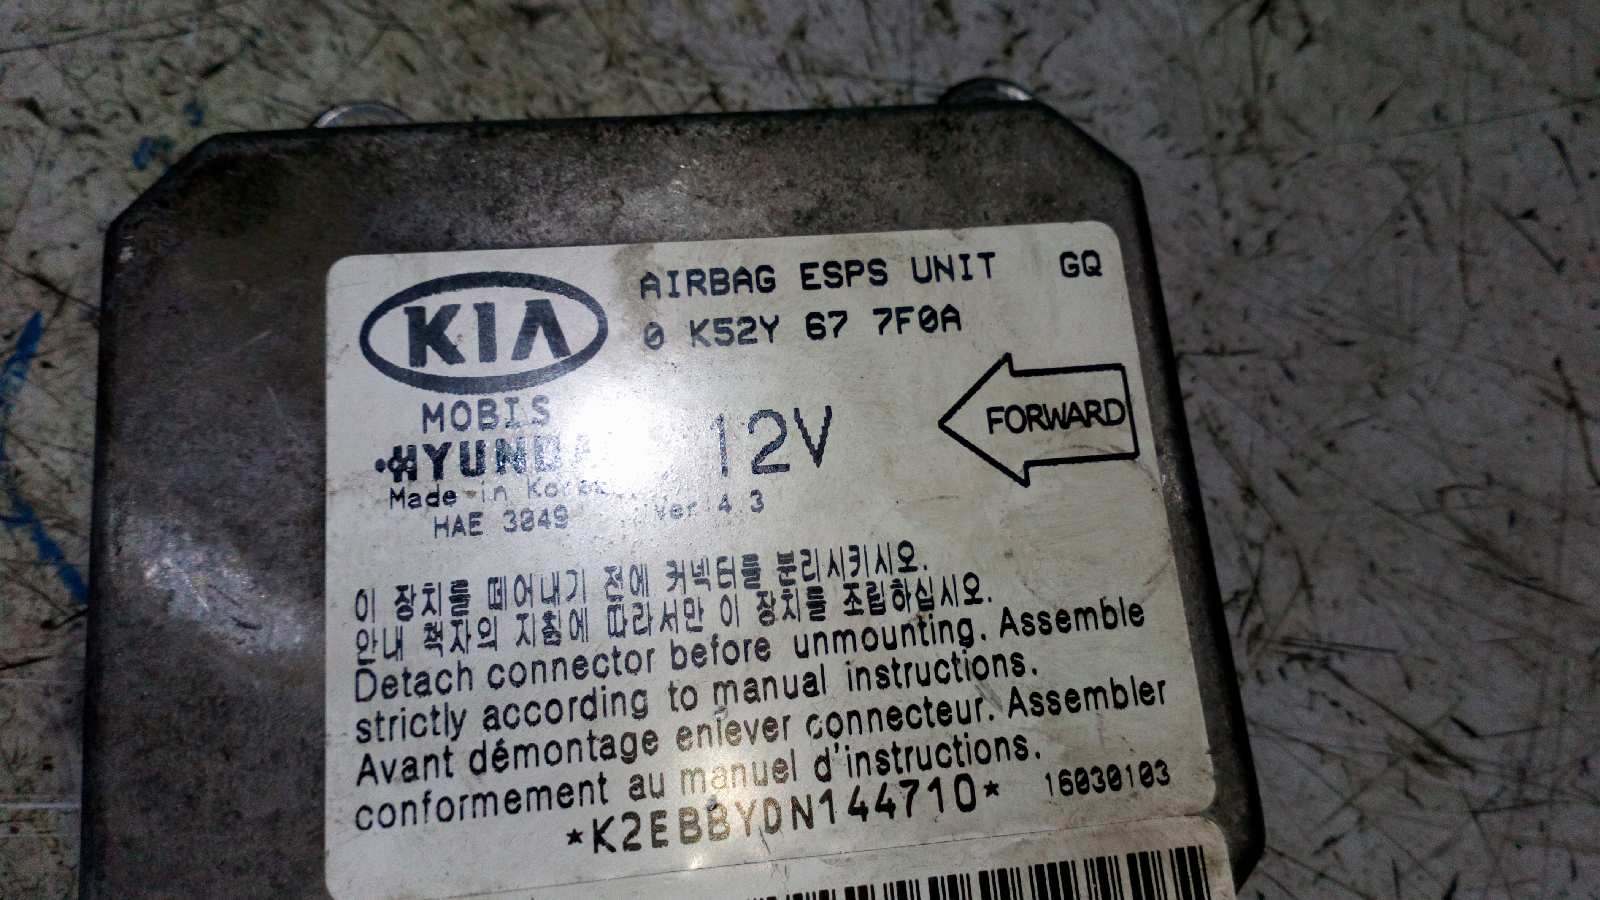 KIA
AIRBAG ESPS UNIT GQ
0 K52Y 67 7F0A
FORWARD
MOBIS
12V
Made in
HAE 3049 Ver 4.3
이 장치를 떼어내기 전에 커넥터를 분리시키시오.
안내 책자의 지침에 따라서만 이 장치를 조립하십시오.
Detach connector before unmounting. Assemble
strictly according to manual instructions.
Avant démontage enlever connecteur. Assembler
conformement au manuel d'instructions.
*K2EBBYDN144710* 16030103